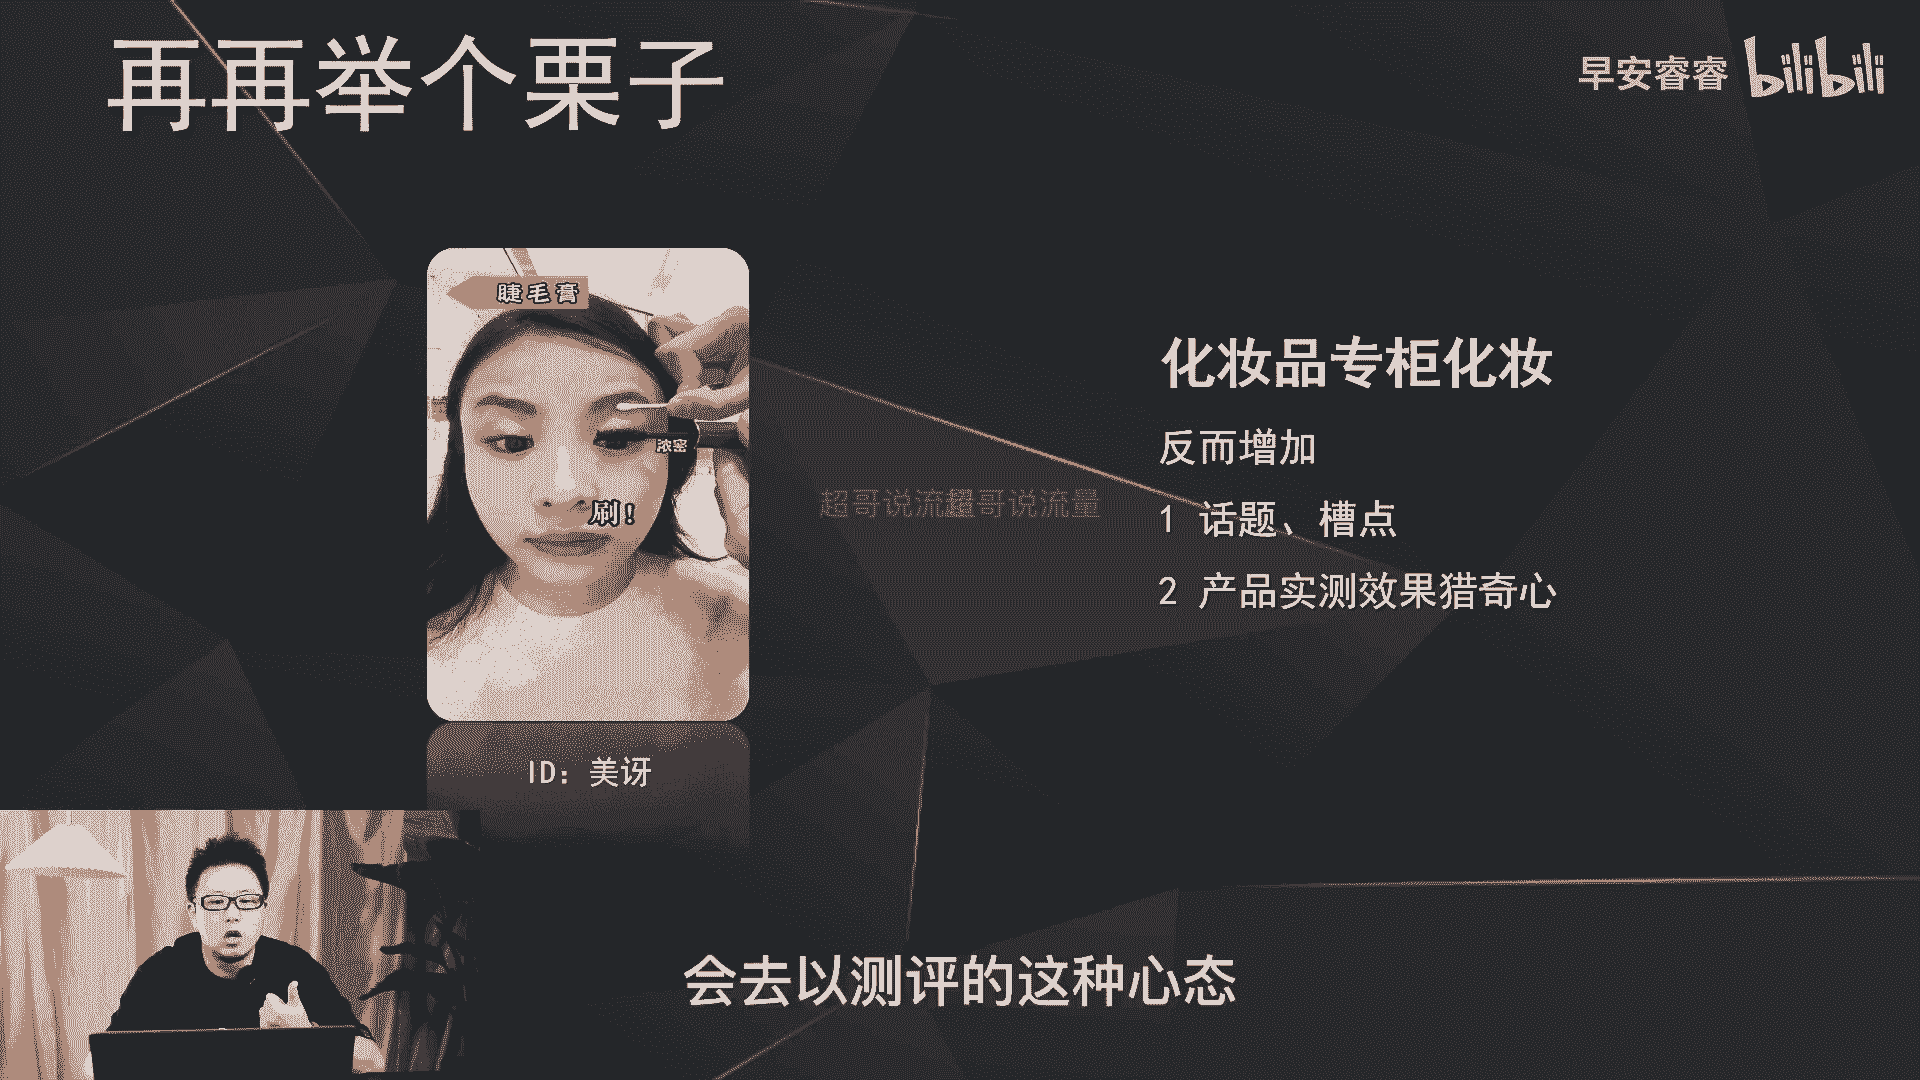 再再举个栗子
早安睿睿 bilibili
睫毛膏
浓密
刷!
化妆品专柜化妆
反而增加
超哥说流量
超哥说流量
1 话题、槽点
2 产品实测效果猎奇心
ID: 美讶
会去以测评的这种心态